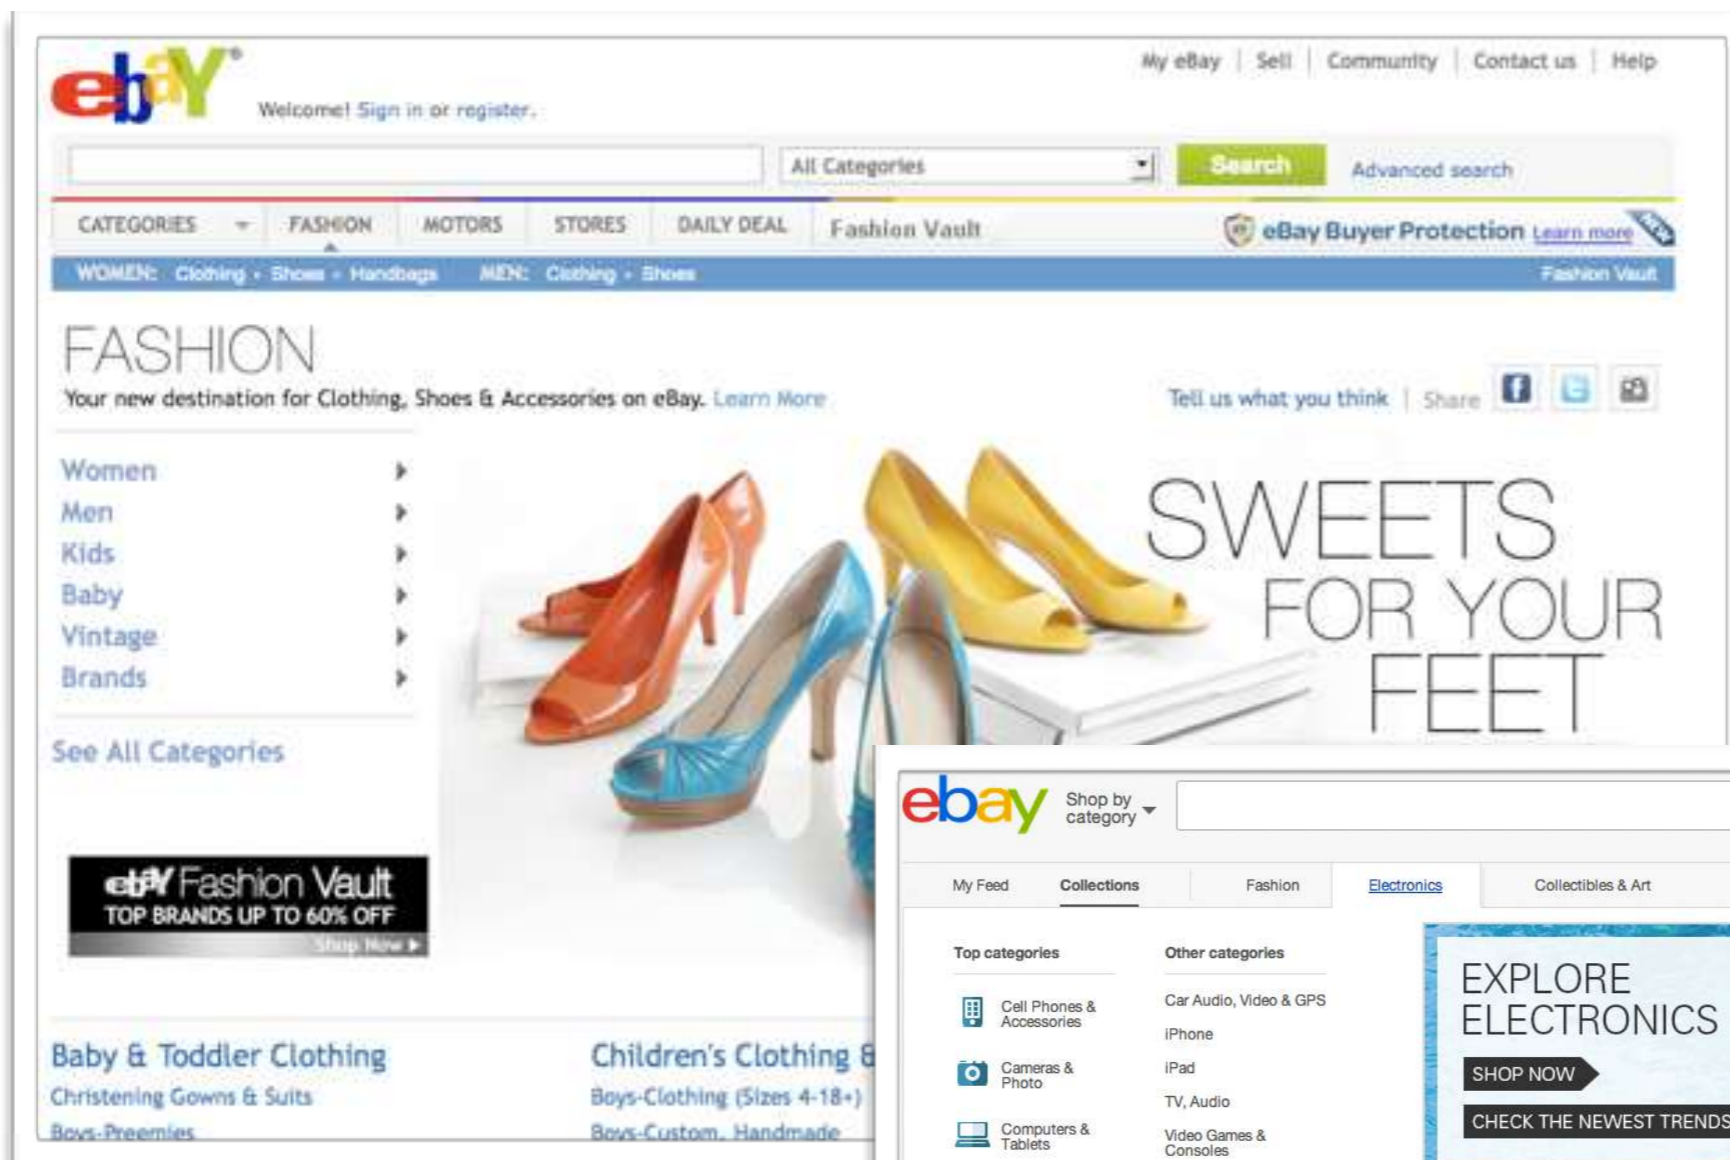 ebaY®
My eBay | Sell | Community | Contact us | Help
Welcome! Sign in or register.
All Categories
Search
Advanced search
CATEGORIES FASHION MOTORS STORES DAILY DEAL Fashion Vault
eBay Buyer Protection Learn more NEW
WOMEN: Clothing • Shoes • Handbags MEN: Clothing • Shoes
Fashion Vault
FASHION
Your new destination for Clothing, Shoes & Accessories on eBay. Learn More
Tell us what you think | Share
Women
Men
Kids
Baby
Vintage
Brands
See All Categories
SWEETS
FOR YOUR
FEET
ebaY Fashion Vault
TOP BRANDS UP TO 60% OFF
Shop Now
Baby & Toddler Clothing
Christening Gowns & Suits
Boys-Preemies
Children's Clothing &
Boys-Clothing (Sizes 4-18+)
Boys-Custom, Handmade
ebay
Shop by
category
My Feed Collections Fashion Electronics Collectibles & Art
Top categories
Cell Phones &
Accessories
Cameras &
Photo
Computers &
Tablets
Other categories
Car Audio, Video & GPS
iPhone
iPad
TV, Audio
Video Games &
Consoles
EXPLORE
ELECTRONICS
SHOP NOW
CHECK THE NEWEST TRENDS